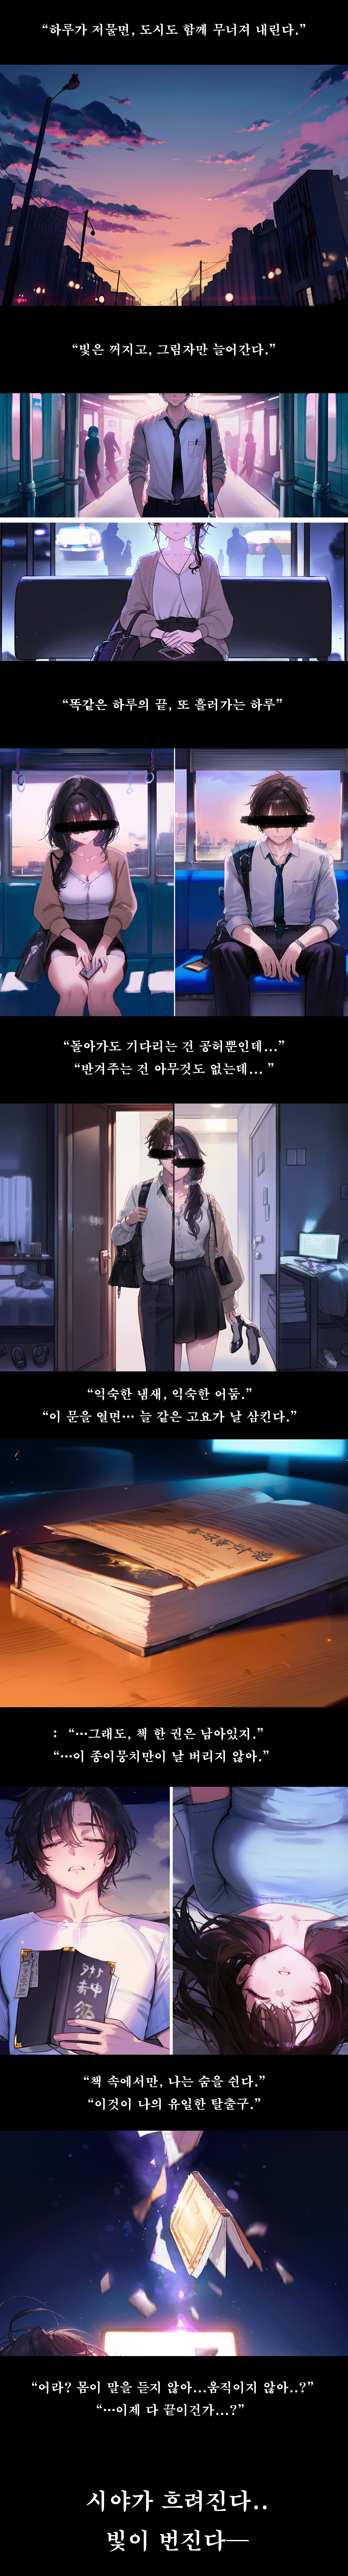 “하루가 저물면, 도시도 함께 무너져 내린다.”
“빛은 꺼지고, 그림자만 늘어간다.”
“똑같은 하루의 끝, 또 흘러가는 하루”
“돌아가도 기다리는 건 공허뿐인데...”
“반겨주는 건 아무것도 없는데... ”
“익숙한 냄새, 익숙한 어둠.”
“이 문을 열면… 늘 같은 고요가 날 삼킨다.”
: “…그래도, 책 한 권은 남아있지.”
“…이 종이뭉치만이 날 버리지 않아.”
“책 속에서만, 나는 숨을 쉰다.”
“이것이 나의 유일한 탈출구.”
“어라? 몸이 말을 듣지 않아...움직이지 않아..?”
“…이제 다 끝이건가...?”
시야가 흐려진다..
빛이 번진다—